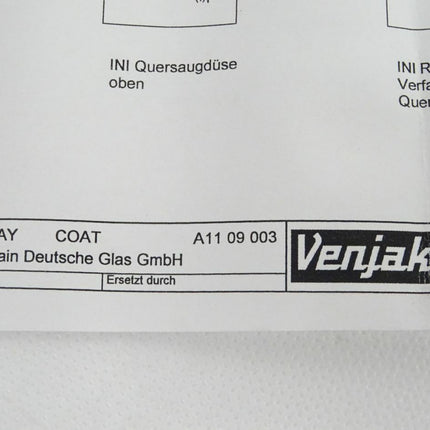 INI Quersaugdüse
oben
INI R
Verfa
Quer
AY COAT A11 09 003
ain Deutsche Glas GmbH
Ersetzt durch
Venjak